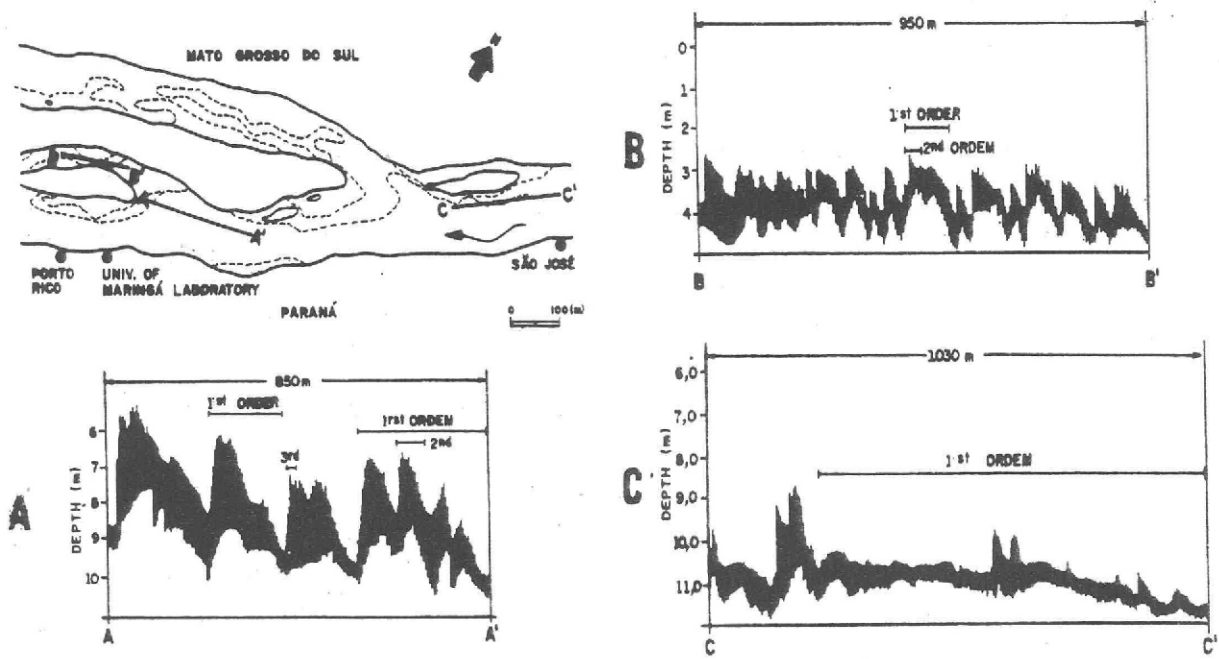 MATO GROSSO DO SUL
N
B
B'
A
A'
C
C'
PORTO
RICO
UNIV. OF
MARINGÁ LABORATORY
SÃO JOSÉ
PARANÁ
0 100 (m)
B
950 m
DEPTH (m)
0
1
2
3
4
1st ORDER
2nd ORDEM
B
B'
A
850 m
DEPTH (m)
6
7
8
9
10
1st ORDER
3rd
1rst ORDEM
2nd
A
A'
C
1030 m
DEPTH (m)
6,0
7,0
8,0
9,0
10,0
11,0
1st ORDEM
C
C'